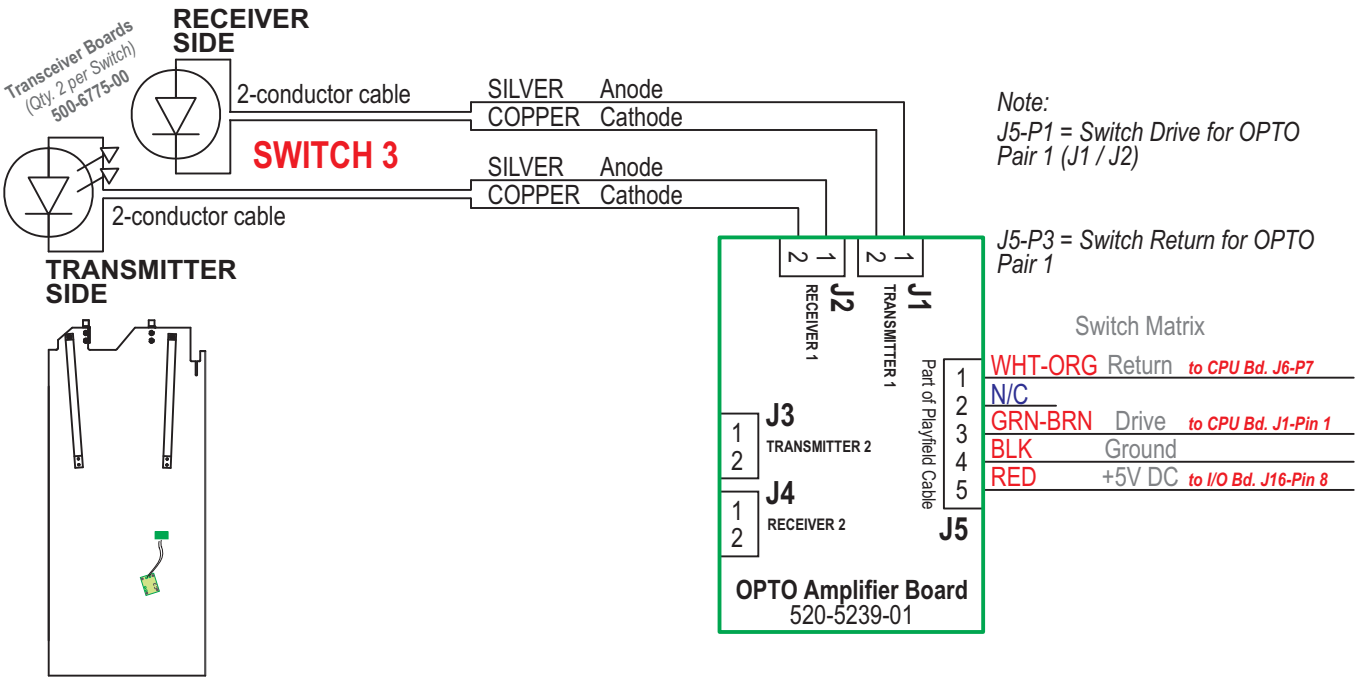 Transceiver Boards
(Qty. 2 per Switch)
500-6775-00
RECEIVER
SIDE
2-conductor cable
SILVER Anode
COPPER Cathode
SWITCH 3
SILVER Anode
COPPER Cathode
2-conductor cable
TRANSMITTER
SIDE
Note:
J5-P1 = Switch Drive for OPTO
Pair 1 (J1 / J2)
J5-P3 = Switch Return for OPTO
Pair 1
2 1
J2
RECEIVER 1
2 1
J1
TRANSMITTER 1
1
2
J3
TRANSMITTER 2
1
2
J4
RECEIVER 2
Part of Playfield Cable
1
2
3
4
5
J5
OPTO Amplifier Board
520-5239-01
Switch Matrix
WHT-ORG Return to CPU Bd. J6-P7
N/C
GRN-BRN Drive to CPU Bd. J1-Pin 1
BLK Ground
RED +5V DC to I/O Bd. J16-Pin 8